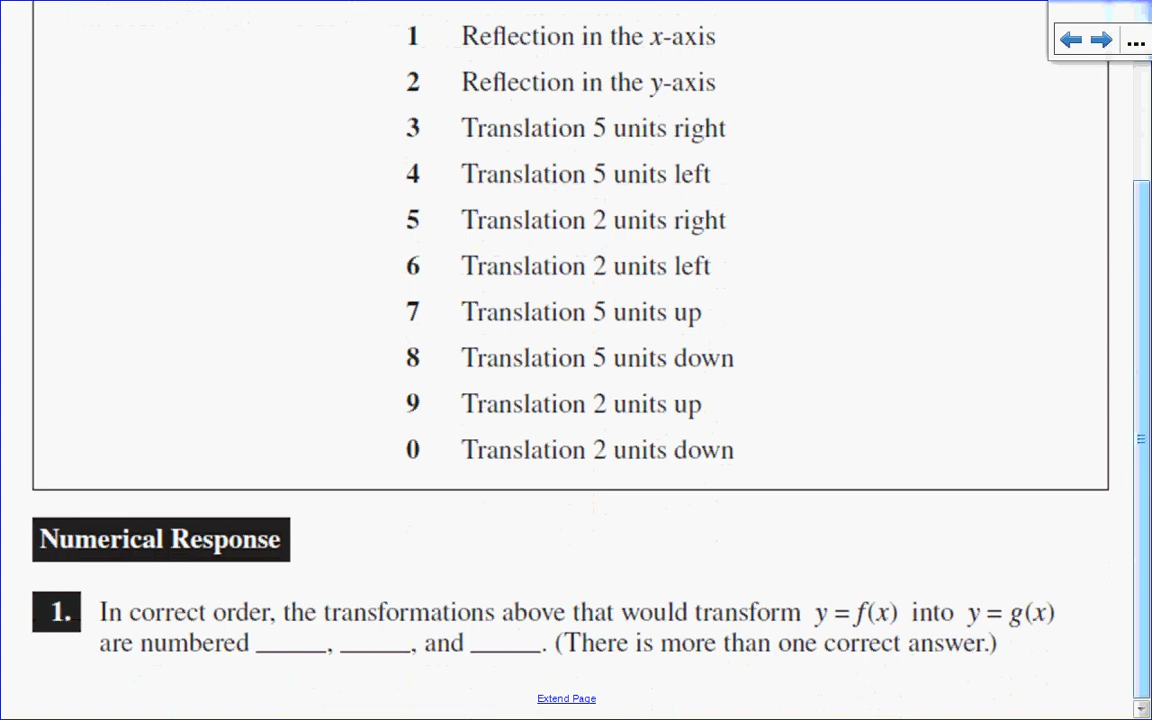 1 Reflection in the x-axis
2 Reflection in the y-axis
3 Translation 5 units right
4 Translation 5 units left
5 Translation 2 units right
6 Translation 2 units left
7 Translation 5 units up
8 Translation 5 units down
9 Translation 2 units up
0 Translation 2 units down
Numerical Response
1. In correct order, the transformations above that would transform y = f(x) into y = g(x)
are numbered _____, _____, and _____. (There is more than one correct answer.)
Extend Page